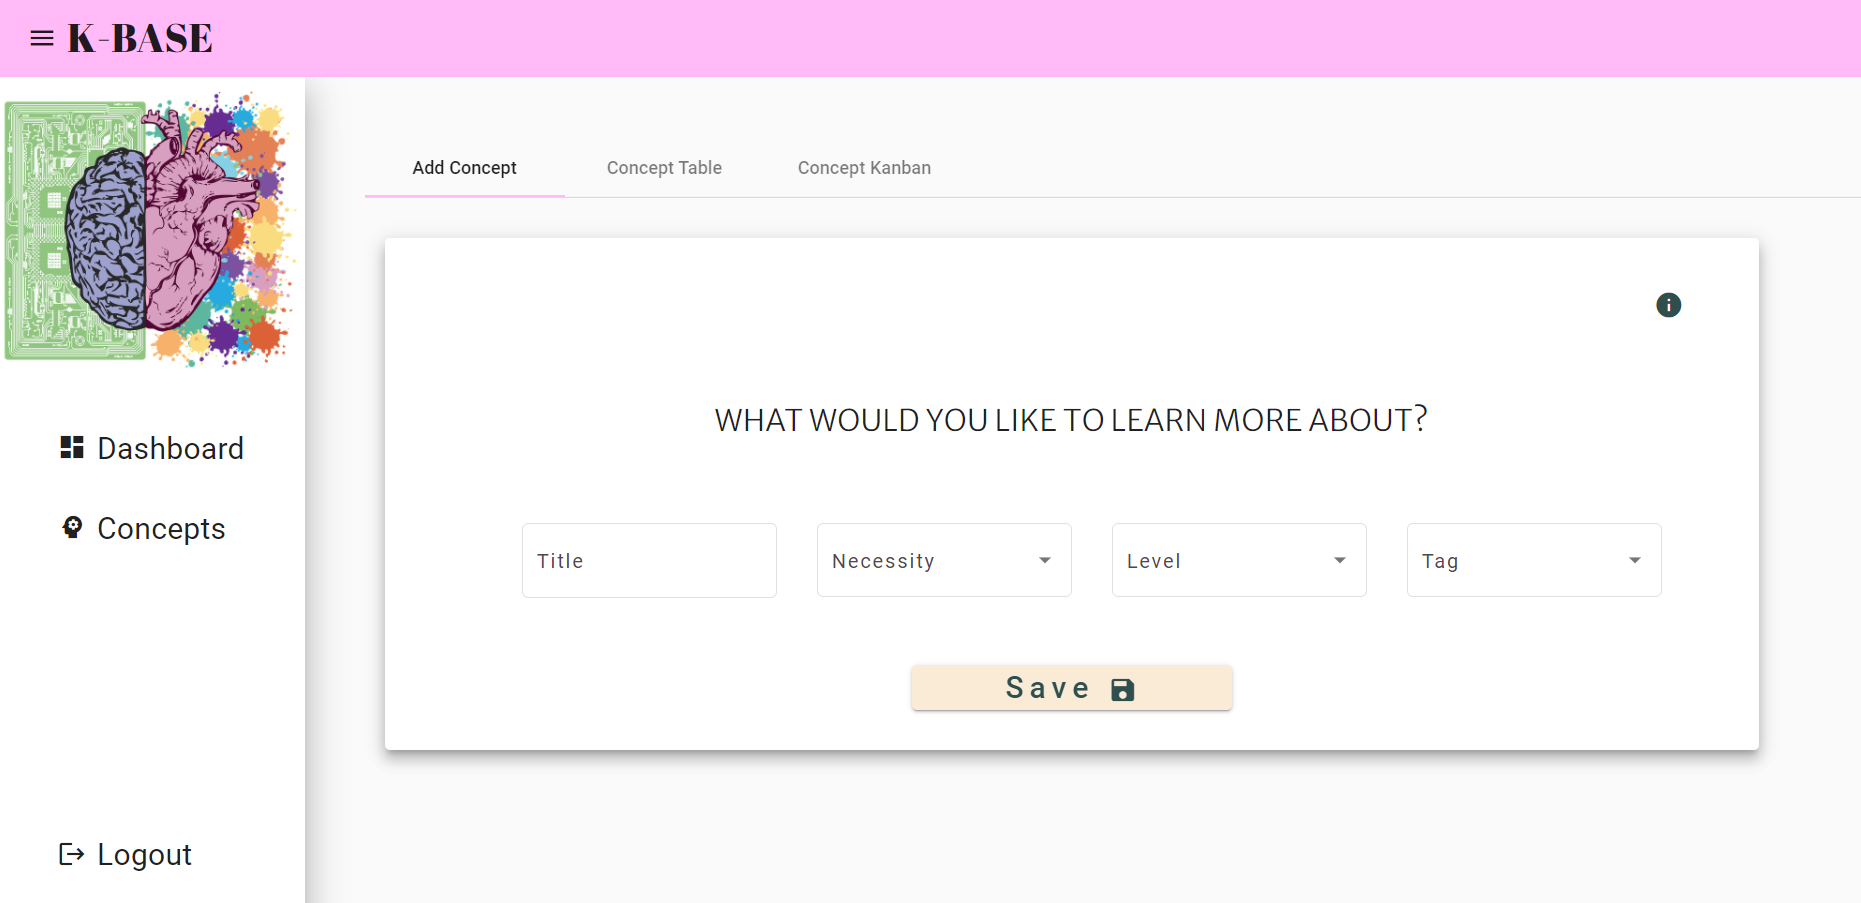 K-BASE
Add Concept
Concept Table
Concept Kanban
WHAT WOULD YOU LIKE TO LEARN MORE ABOUT?
Dashboard
Concepts
Title
Necessity
Level
Tag
Save
Logout